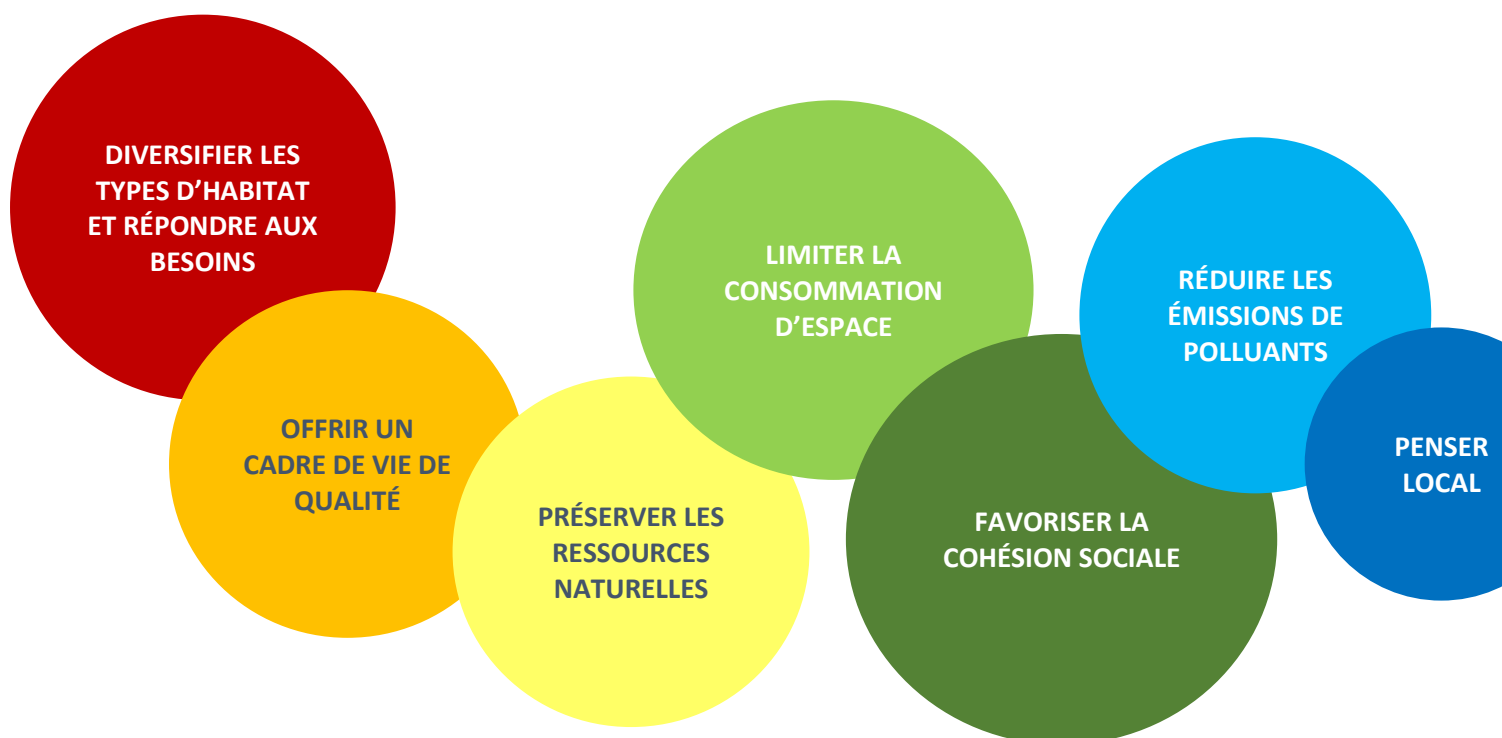 DIVERSIFIER LES
TYPES D’HABITAT
ET RÉPONDRE AUX
BESOINS
OFFRIR UN
CADRE DE VIE DE
QUALITÉ
PRÉSERVER LES
RESSOURCES
NATURELLES
LIMITER LA
CONSOMMATION
D’ESPACE
FAVORISER LA
COHÉSION SOCIALE
RÉDUIRE LES
ÉMISSIONS DE
POLLUANTS
PENSER
LOCAL